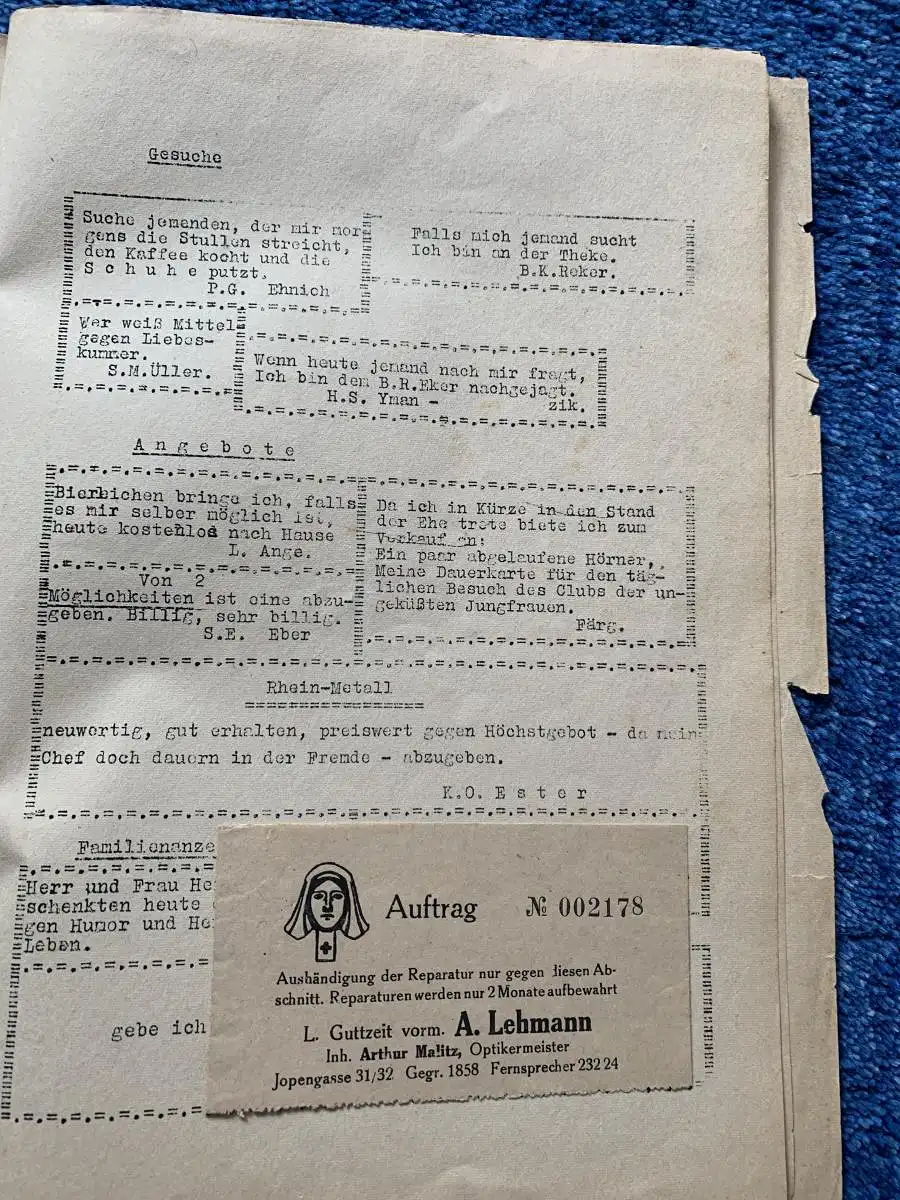 Gesuche
Suche jemanden, der mir mor
gens die Stullen streicht,
den Kaffee kocht und die
S c h u h e putzt.
P.G. Ehnich
Falls mich jemand sucht
Ich bin an der Theke.
B.K.Reker.
Wer weiß Mittel
gegen Liebes-
kummer.
S.M.Üller.
Wenn heute jemand nach mir fragt,
Ich bin dem B.R.Eker nachgejagt.
H.S. Yman - zik.
A n g e b o t e
Bierleichen bringe ich, falls
es mir selber möglich ist,
heute kostenlos nach Hause
L. Ange.
Da ich in Kürze in den Stand
der Ehe trete biete ich zum
Verkauf an:
Ein paar abgelaufene Hörner,
Meine Dauerkarte für den täg-
lichen Besuch des Clubs der un-
geküßten Jungfrauen.
Färg.
Von 2
Möglichkeiten ist eine abzu-
geben. Billig, sehr billig.
S.E. Eber
Rhein-Metall
neuwertig, gut erhalten, preiswert gegen Höchstgebot - da mein
Chef doch dauern in der Fremde - abzugeben.
K.O. E s t e r
Familienanze
Herr und Frau He
schenkten heute
gen Humor und He
Leben.
gebe ich
Auftrag № 002178
Aushändigung der Reparatur nur gegen diesen Ab-
schnitt. Reparaturen werden nur 2 Monate aufbewahrt
L. Guttzeit vorm. A. Lehmann
Inh. Arthur Malitz, Optikermeister
Jopengasse 31/32 Gegr. 1858 Fernsprecher 232 24